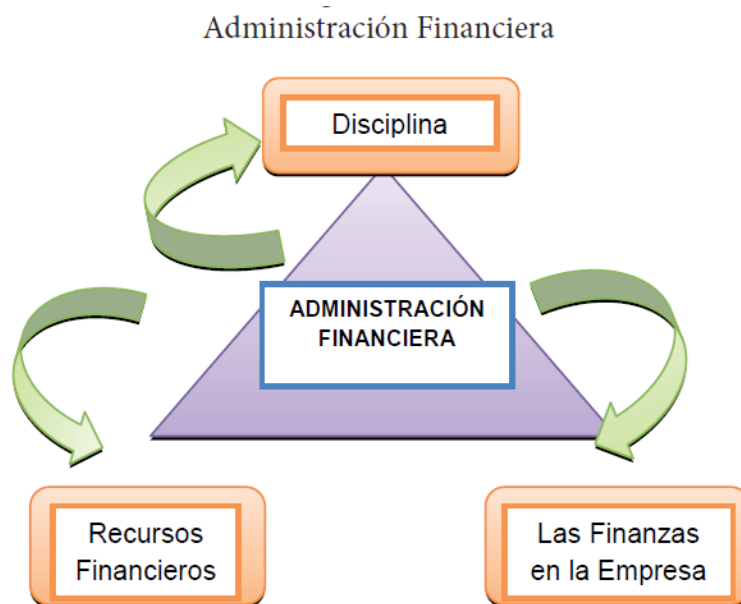 Administración Financiera
Disciplina
ADMINISTRACIÓN
FINANCIERA
Recursos
Financieros
Las Finanzas
en la Empresa